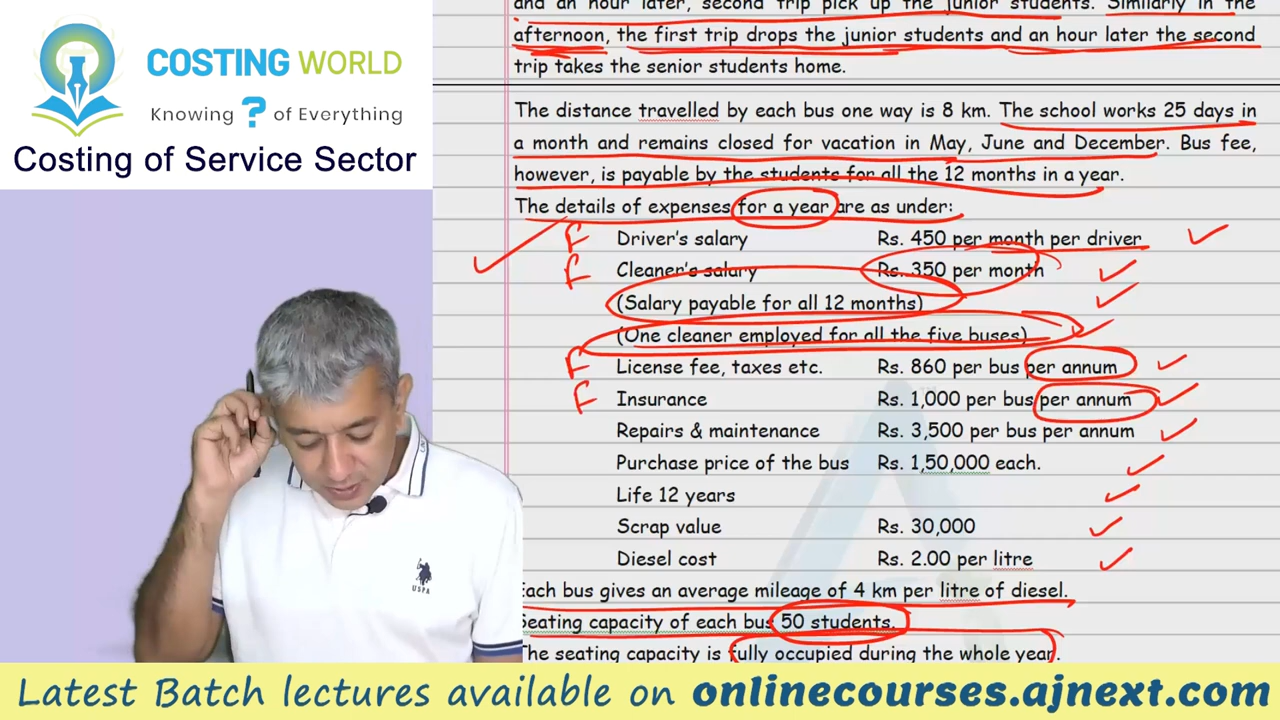 and an hour later, second trip pick up the junior students. Similarly in the
afternoon, the first trip drops the junior students and an hour later the second
trip takes the senior students home.
COSTING WORLD
Knowing ? of Everything
Costing of Service Sector
The distance travelled by each bus one way is 8 km. The school works 25 days in
a month and remains closed for vacation in May, June and December. Bus fee,
however, is payable by the students for all the 12 months in a year.
The details of expenses for a year are as under:
F Driver's salary Rs. 450 per month per driver
F Cleaner's salary Rs. 350 per month
(Salary payable for all 12 months)
(One cleaner employed for all the five buses)
F License fee, taxes etc. Rs. 860 per bus per annum
F Insurance Rs. 1,000 per bus per annum
Repairs & maintenance Rs. 3,500 per bus per annum
Purchase price of the bus Rs. 1,50,000 each.
Life 12 years
Scrap value Rs. 30,000
Diesel cost Rs. 2.00 per litre
Each bus gives an average mileage of 4 km per litre of diesel.
Seating capacity of each bus 50 students.
The seating capacity is fully occupied during the whole year.
USPA
Latest Batch lectures available on onlinecourses.ajnext.com